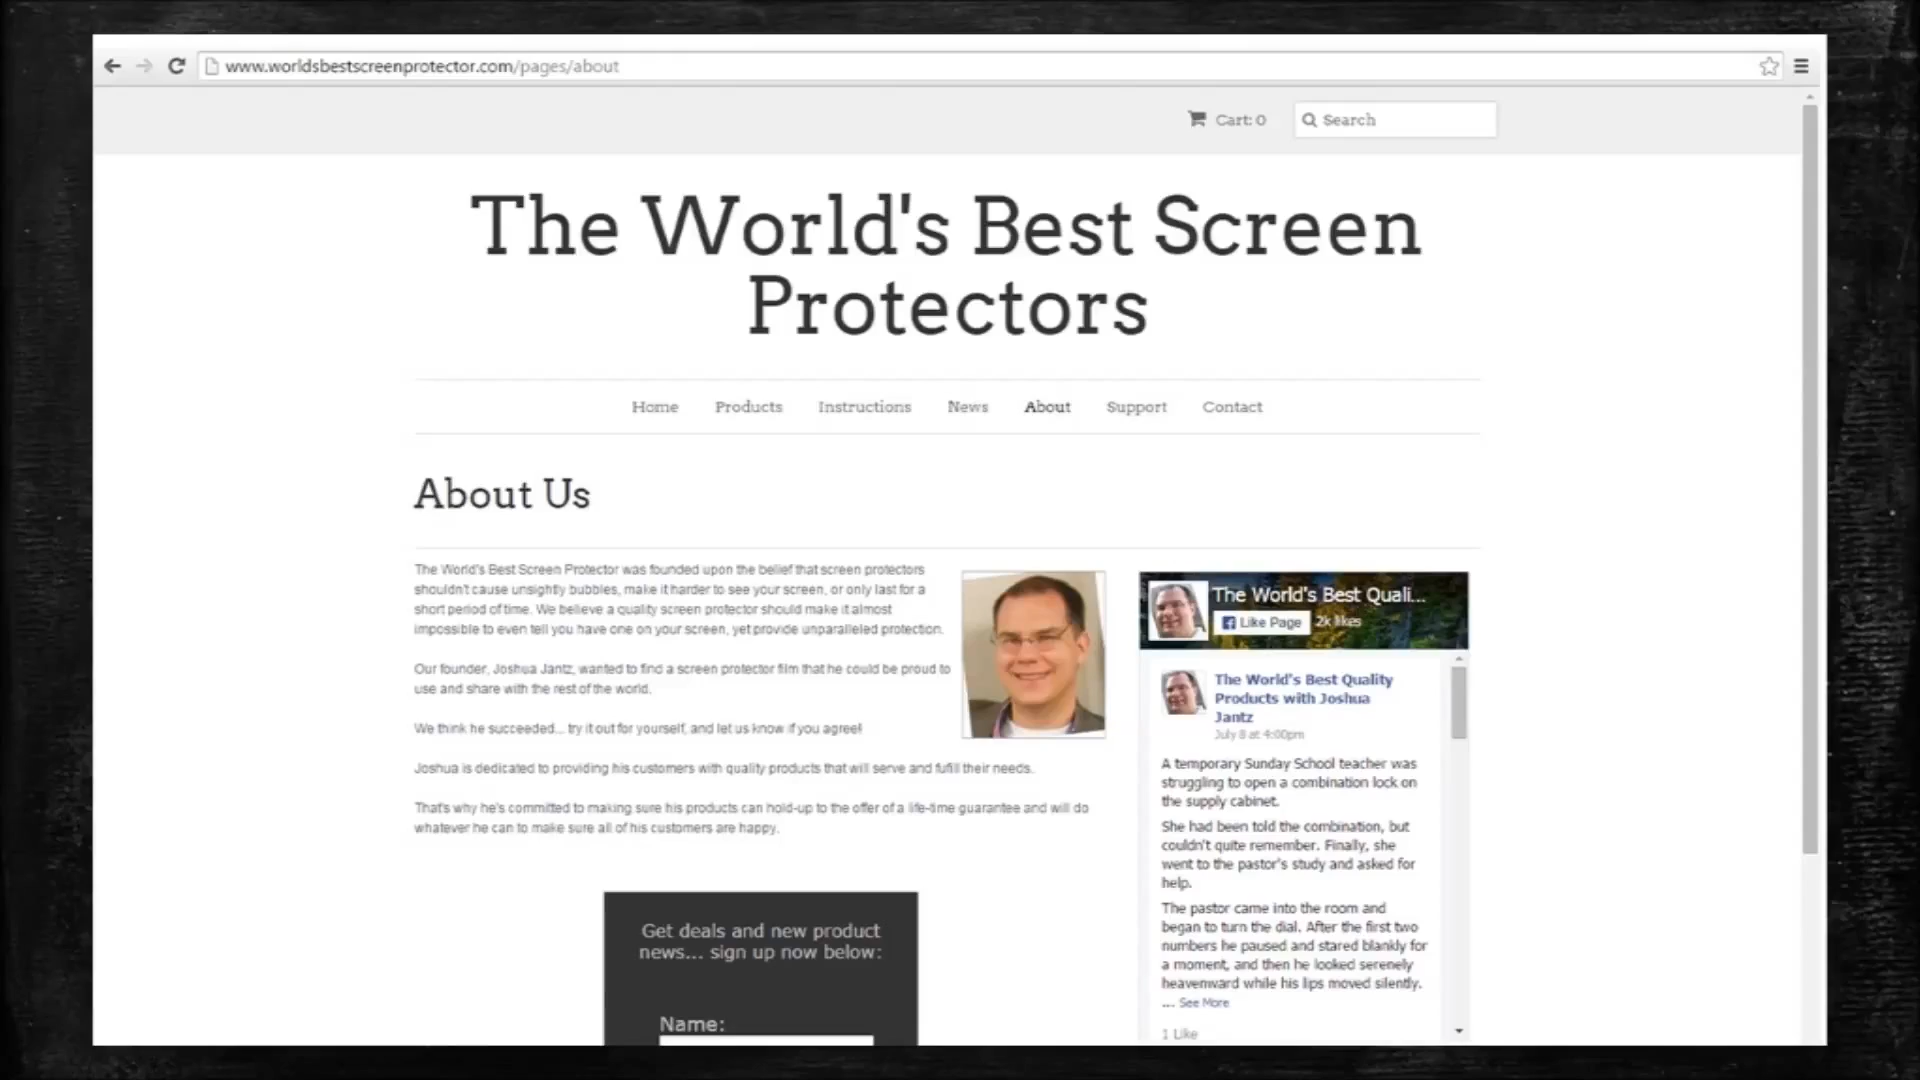 www.worldsbestscreenprotector.com/pages/about
Cart: 0
Search
The World's Best Screen
Protectors
Home Products Instructions News About Support Contact
About Us
The World's Best Screen Protector was founded upon the belief that screen protectors
shouldn't cause unsightly bubbles, make it harder to see your screen, or only last for a
short period of time. We believe a quality screen protector should make it almost
impossible to even tell you have one on your screen, yet provide unparalleled protection.
Our founder, Joshua Jantz, wanted to find a screen protector film that he could be proud to
use and share with the rest of the world.
We think he succeeded... try it out for yourself, and let us know if you agree!
Joshua is dedicated to providing his customers with quality products that will serve and fulfill their needs.
That's why he's committed to making sure his products can hold-up to the offer of a life-time guarantee and will do
whatever he can to make sure all of his customers are happy.
Get deals and new product
news... sign up now below:
Name:
The World's Best Quali...
Like Page 2k likes
The World's Best Quality
Products with Joshua
Jantz
July 8 at 4:00pm
A temporary Sunday School teacher was
struggling to open a combination lock on
the supply cabinet.
She had been told the combination, but
couldn't quite remember. Finally, she
went to the pastor's study and asked for
help.
The pastor came into the room and
began to turn the dial. After the first two
numbers he paused and stared blankly for
a moment, and then he looked serenely
heavenward while his lips moved silently.
... See More
1 Like